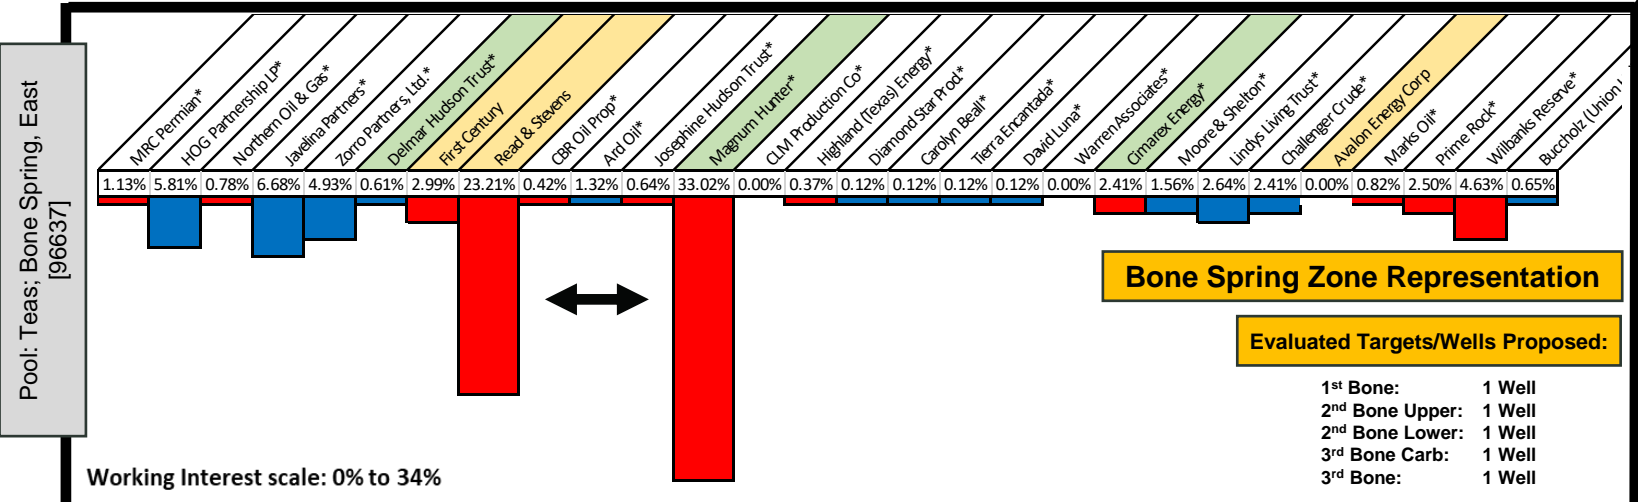 Pool: Teas; Bone Spring, East
[96637]
MRC Permian*
HOG Partnership LP*
Northern Oil & Gas*
Javelina Partners*
Zorro Partners, Ltd.*
Delmar Hudson Trust*
First Century
Read & Stevens
CBR Oil Prop*
Ard Oil*
Josephine Hudson Trust*
Magnum Hunter*
CLM Production Co*
Highland (Texas) Energy*
Diamond Star Prod*
Carolyn Beall*
Tierra Encantada*
David Luna*
Warren Associates*
Cimarex Energy*
Moore & Shelton*
Lindys Living Trust*
Challenger Crude*
Avalon Energy Corp
Marks Oil*
Prime Rock*
Wilbanks Reserve*
Buccholz (Union
1.13% 5.81% 0.78% 6.68% 4.93% 0.61% 2.99% 23.21% 0.42% 1.32% 0.64% 33.02% 0.00% 0.37% 0.12% 0.12% 0.12% 0.12% 0.00% 2.41% 1.56% 2.64% 2.41% 0.00% 0.82% 2.50% 4.63% 0.65%
Bone Spring Zone Representation
Evaluated Targets/Wells Proposed:
1st Bone: 1 Well
2nd Bone Upper: 1 Well
2nd Bone Lower: 1 Well
3rd Bone Carb: 1 Well
3rd Bone: 1 Well
Working Interest scale: 0% to 34%